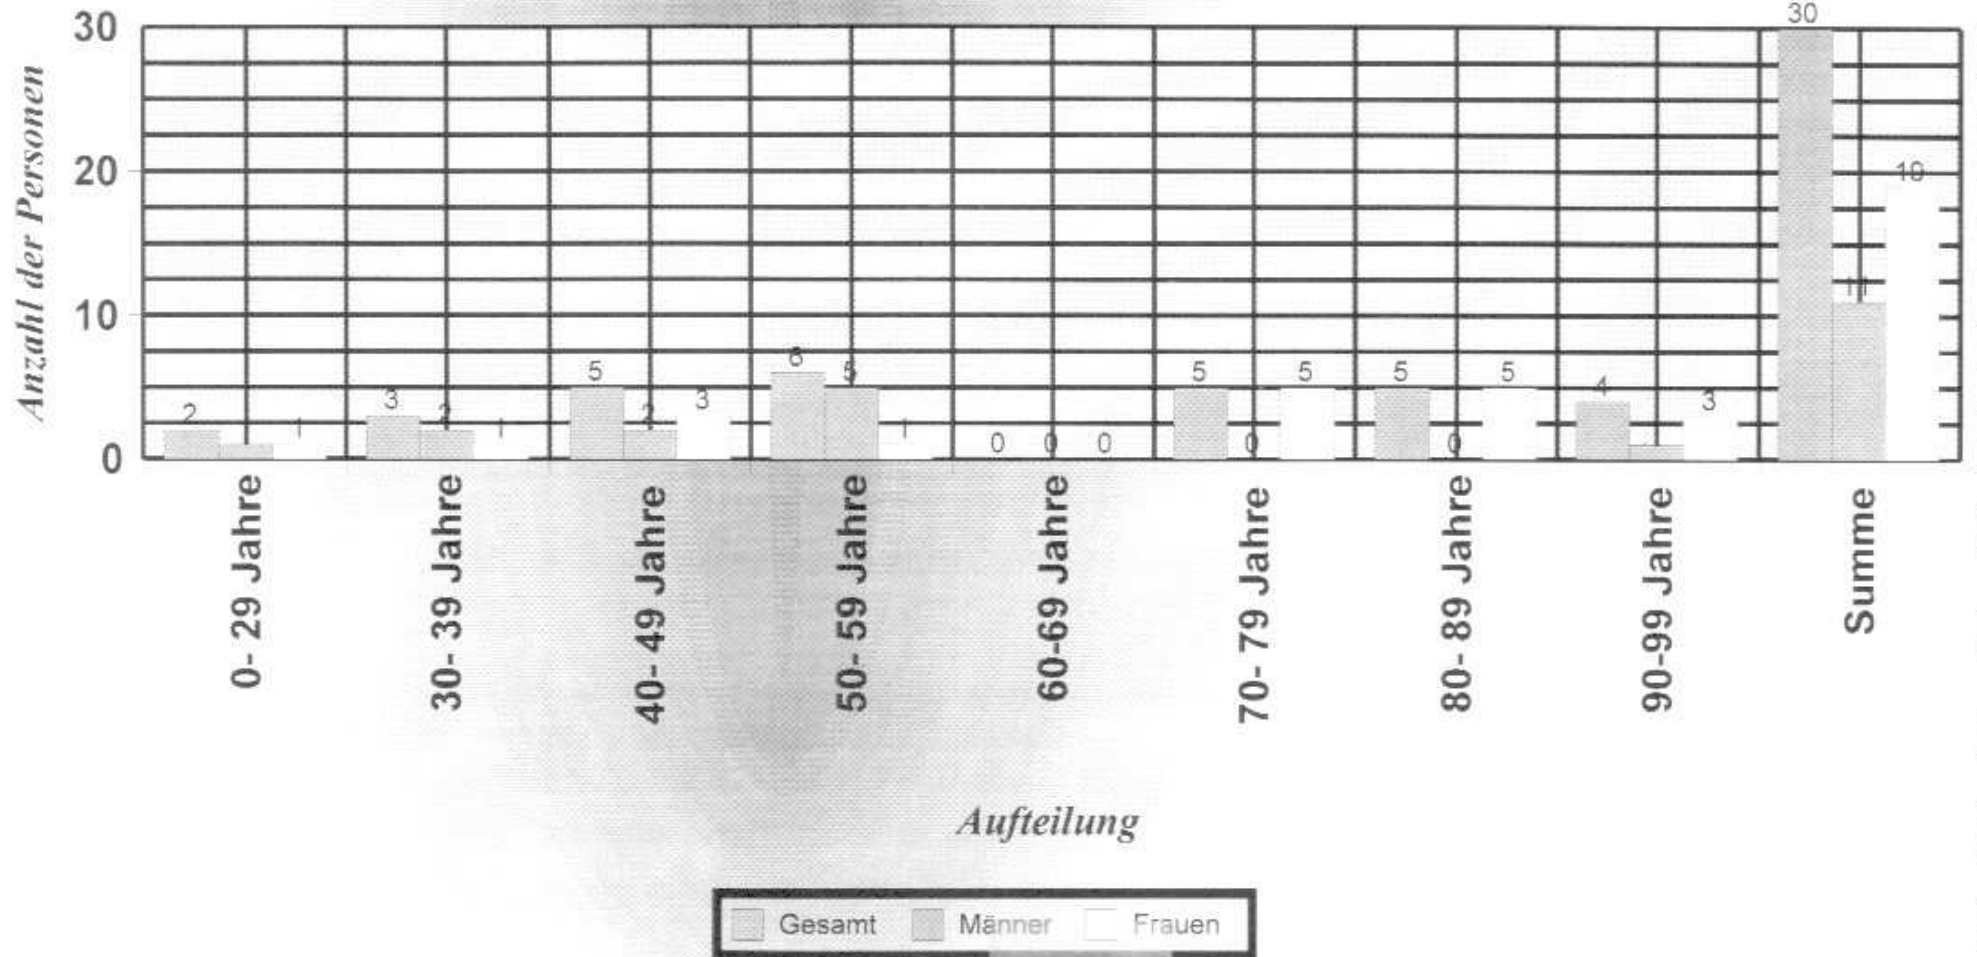 30
30
20
10
0
Anzahl der Personen
2 1
3 2 1
5 2 3
6 5 1
0 0 0
5 0 5
5 0 5
4 3
30 11 19
0- 29 Jahre
30- 39 Jahre
40- 49 Jahre
50- 59 Jahre
60-69 Jahre
70- 79 Jahre
80- 89 Jahre
90-99 Jahre
Summe
Aufteilung
Gesamt Männer Frauen